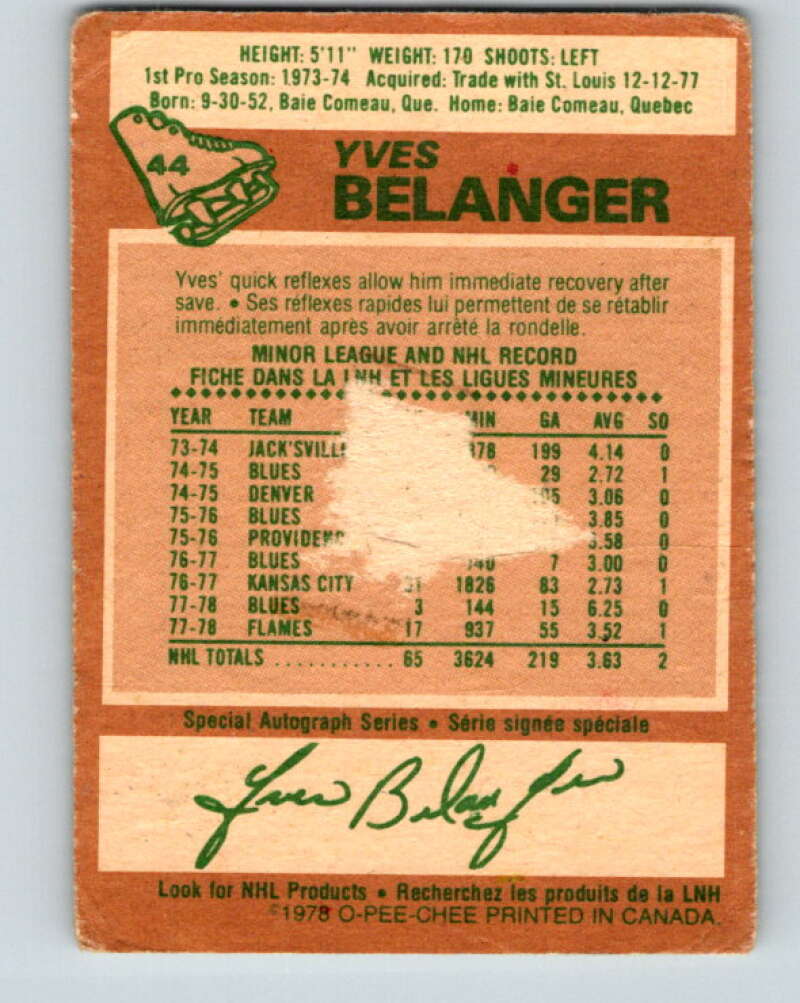 HEIGHT: 5'11" WEIGHT: 170 SHOOTS: LEFT
1st Pro Season: 1973-74 Acquired: Trade with St. Louis 12-12-77
Born: 9-30-52, Baie Comeau, Que. Home: Baie Comeau, Quebec
44
YVES
BELANGER
Yves' quick reflexes allow him immediate recovery after
save. • Ses réflexes rapides lui permettent de se rétablir
immédiatement après avoir arrêté la rondelle.
MINOR LEAGUE AND NHL RECORD
FICHE DANS LA LNH ET LES LIGUES MINEURES
YEAR TEAM MIN GA AVG SO
73-74 JACK'SVILLE 199 4.14 0
74-75 BLUES 29 2.72 1
74-75 DENVER 3.06 0
75-76 BLUES 3.85 0
75-76 3.58 0
76-77 BLUES 7 3.00 0
76-77 KANSAS CITY 31 1826 83 2.73 1
77-78 BLUES 3 144 15 6.25 0
77-78 FLAMES 17 937 55 3.52 1
NHL TOTALS ........... 65 3624 219 3.63 2
Special Autograph Series • Série signée spéciale
Yves Belanger
Look for NHL Products • Recherchez les produits de la LNH
©1978 O-PEE-CHEE PRINTED IN CANADA.